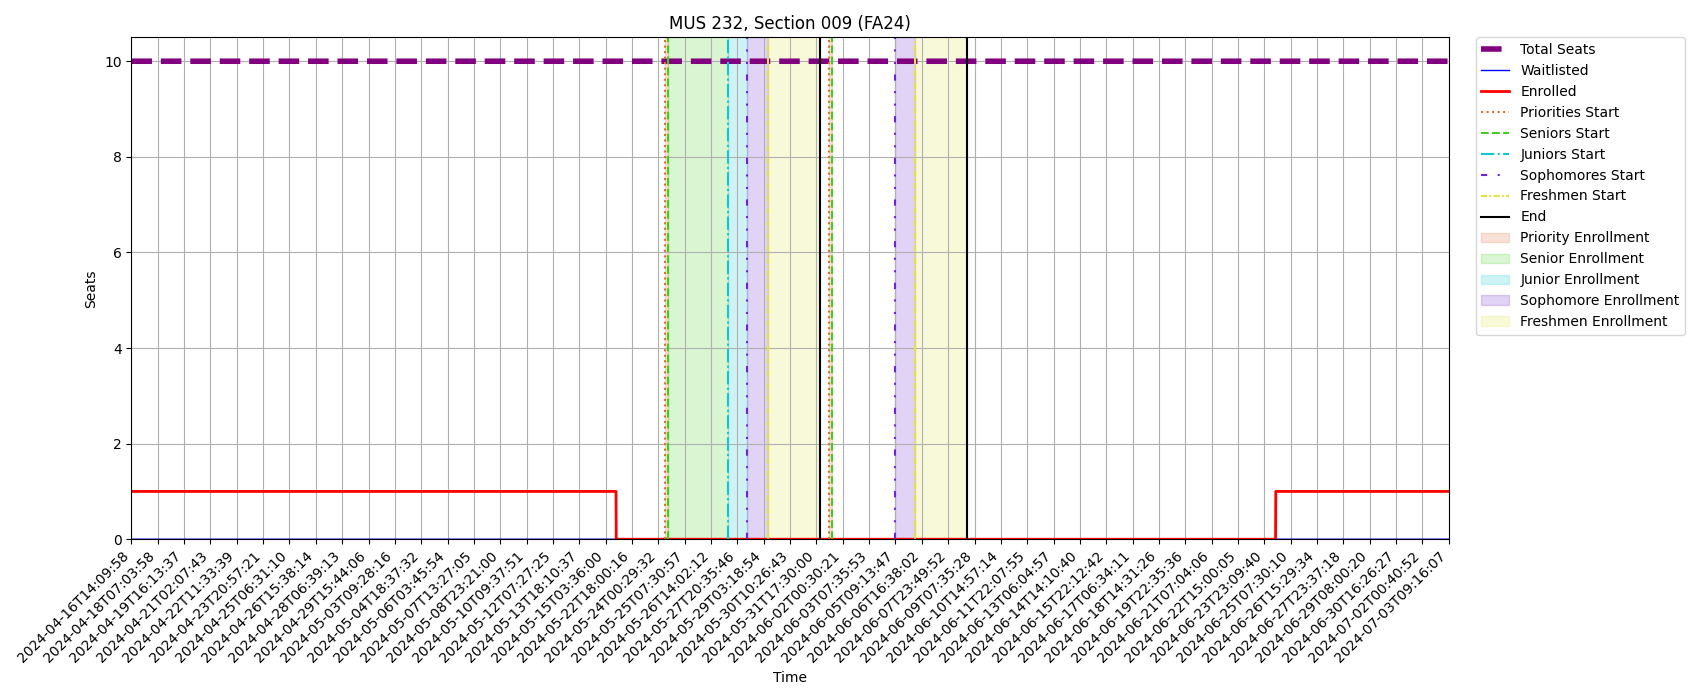 MUS 232, Section 009 (FA24)
Total Seats
Waitlisted
Enrolled
Priorities Start
Seniors Start
Juniors Start
Sophomores Start
Freshmen Start
End
Priority Enrollment
Senior Enrollment
Junior Enrollment
Sophomore Enrollment
Freshmen Enrollment
Seats
10
8
6
4
2
0
2024-04-16T14:09:58
2024-04-18T07:03:58
2024-04-19T16:13:37
2024-04-21T02:07:43
2024-04-22T11:33:39
2024-04-23T20:57:21
2024-04-25T06:31:10
2024-04-26T15:38:14
2024-04-28T06:39:13
2024-04-29T15:44:06
2024-05-03T09:28:16
2024-05-04T18:37:32
2024-05-06T03:45:54
2024-05-07T13:27:05
2024-05-08T23:21:00
2024-05-10T09:37:51
2024-05-12T07:27:25
2024-05-13T18:10:37
2024-05-15T03:36:00
2024-05-22T18:00:16
2024-05-24T00:29:32
2024-05-25T07:30:57
2024-05-26T14:02:12
2024-05-27T20:35:46
2024-05-29T03:18:54
2024-05-30T10:26:43
2024-05-31T17:30:00
2024-06-02T00:30:21
2024-06-03T07:35:53
2024-06-05T09:13:47
2024-06-06T16:38:02
2024-06-07T23:49:52
2024-06-09T07:35:28
2024-06-10T14:57:14
2024-06-11T22:07:55
2024-06-13T06:04:57
2024-06-14T14:10:40
2024-06-15T22:12:42
2024-06-17T06:34:11
2024-06-18T14:31:26
2024-06-19T22:35:36
2024-06-21T07:04:06
2024-06-22T15:00:05
2024-06-23T23:09:40
2024-06-25T07:30:10
2024-06-26T15:29:34
2024-06-27T23:37:18
2024-06-29T08:00:20
2024-06-30T16:26:27
2024-07-02T00:40:52
2024-07-03T09:16:07
Time